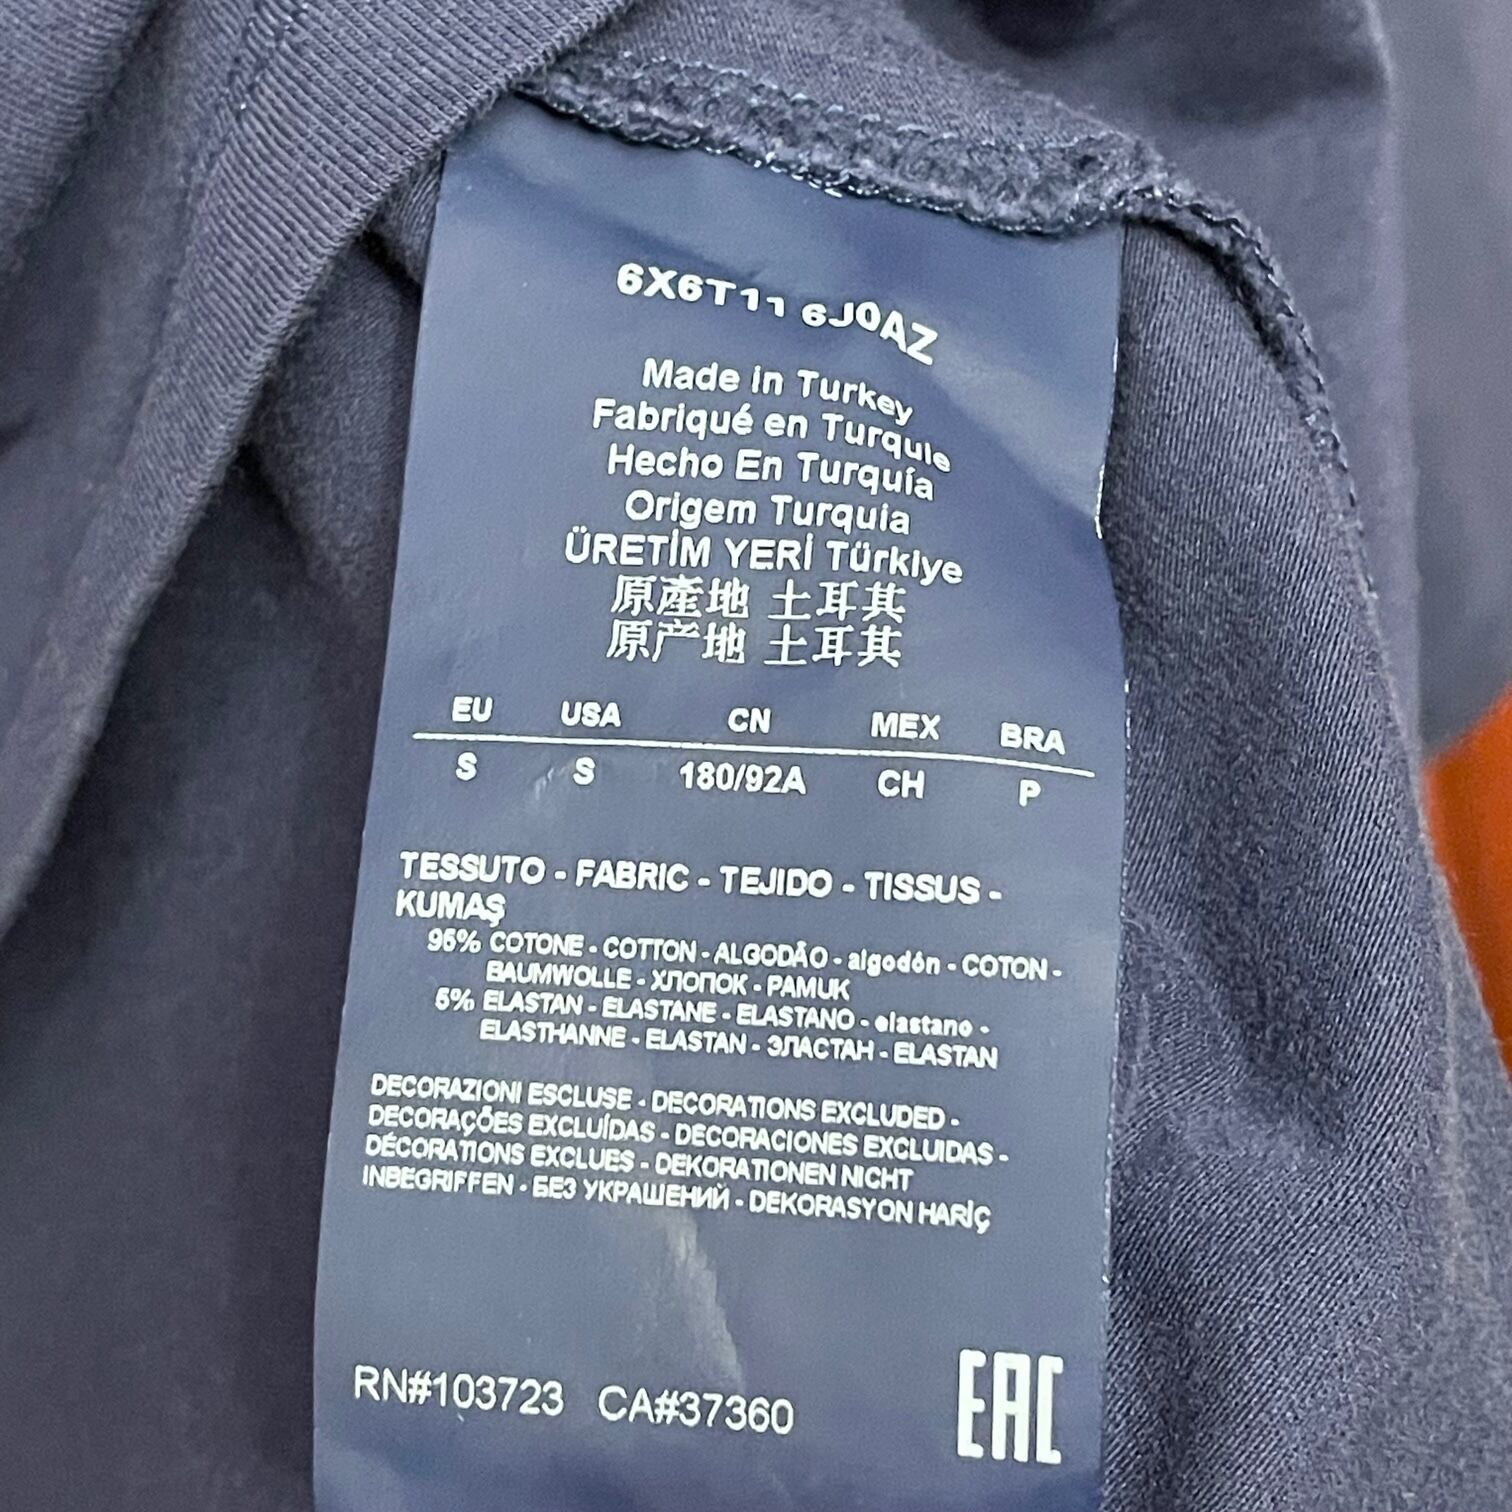 6X6T11 6J0AZ
Made in Turkey
Fabriqué en Turquie
Hecho En Turquía
Origem Turquia
ÜRETİM YERİ Türkiye
原產地 土耳其
原产地 土耳其
EU USA CN MEX BRA
S S 180/92A CH P
TESSUTO - FABRIC - TEJIDO - TISSUS -
KUMAŞ
95% COTONE - COTTON - ALGODÃO - algodón - COTON -
BAUMWOLLE - ХЛОПОК - PAMUK
5% ELASTAN - ELASTANE - ELASTANO - elastano -
ELASTHANNE - ELASTAN - ЭЛАСТАН - ELASTAN
DECORAZIONI ESCLUSE - DECORATIONS EXCLUDED -
DECORAÇÕES EXCLUÍDAS - DECORACIONES EXCLUIDAS -
DÉCORATIONS EXCLUES - DEKORATIONEN NICHT
INBEGRIFFEN - БЕЗ УКРАШЕНИЙ - DEKORASYON HARİÇ
RN#103723 CA#37360
EAC